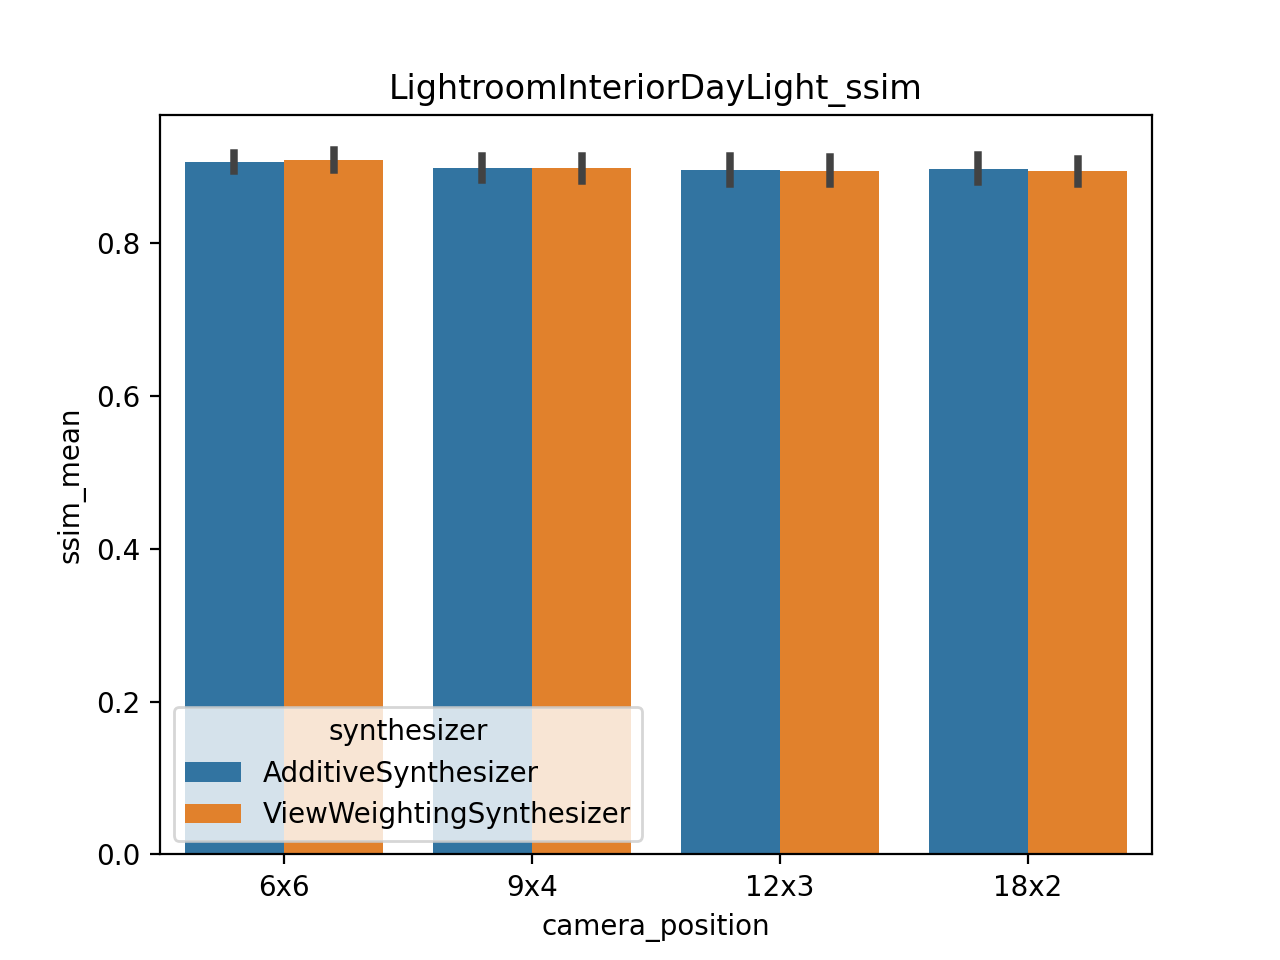 LightroomInteriorDayLight_ssim
ssim_mean
0.8
0.6
0.4
0.2
0.0
synthesizer
AdditiveSynthesizer
ViewWeightingSynthesizer
6x6 9x4 12x3 18x2
camera_position